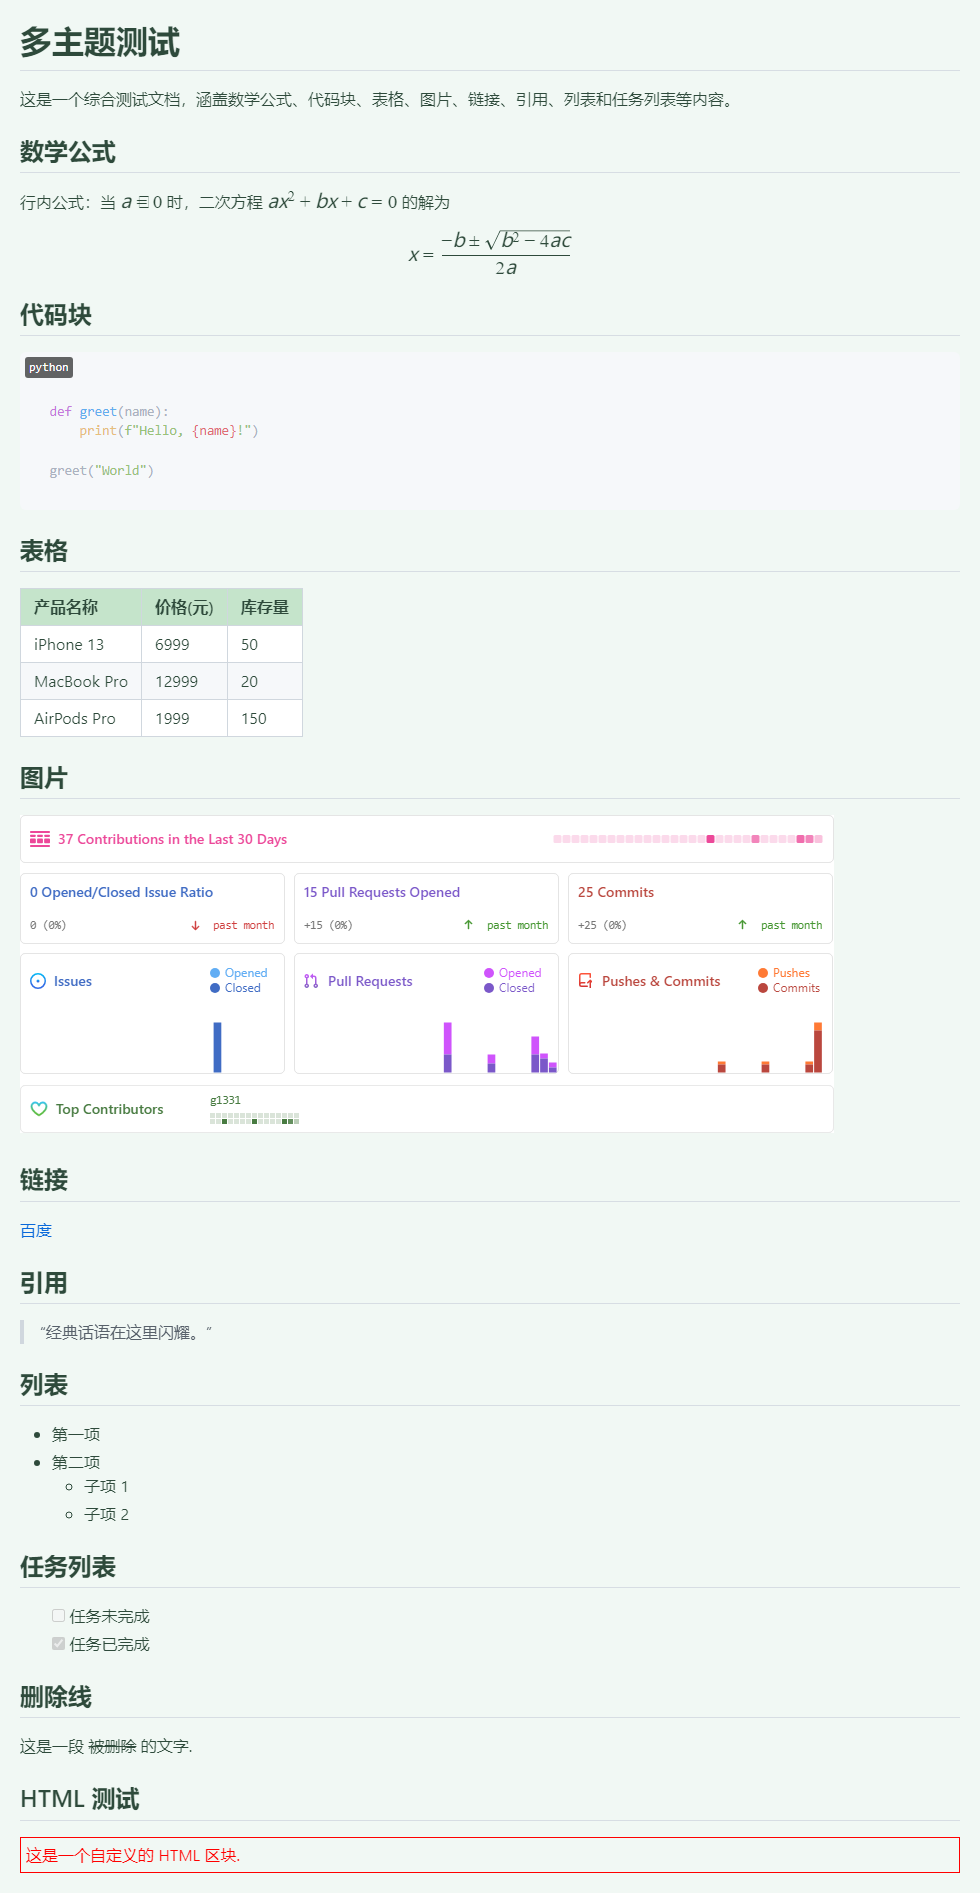 多主题测试
这是一个综合测试文档，涵盖数学公式、代码块、表格、图片、链接、引用、列表和任务列表等内容。
数学公式
行内公式：当 a ≡ 0 时，二次方程 ax² + bx + c = 0 的解为
x = (−b ± √(b² − 4ac)) / 2a
代码块
python
def greet(name):
    print(f"Hello, {name}!")
greet("World")
表格
产品名称 价格(元) 库存量
iPhone 13 6999 50
MacBook Pro 12999 20
AirPods Pro 1999 150
图片
37 Contributions in the Last 30 Days
0 Opened/Closed Issue Ratio 15 Pull Requests Opened 25 Commits
0 (0%) ↓ past month +15 (0%) ↑ past month +25 (0%) ↑ past month
Issues Opened Closed Pull Requests Opened Closed Pushes & Commits Pushes Commits
Top Contributors g1331
链接
百度
引用
“经典话语在这里闪耀。”
列表
第一项
第二项
子项 1
子项 2
任务列表
任务未完成
任务已完成
删除线
这是一段 被删除 的文字.
HTML 测试
这是一个自定义的 HTML 区块.